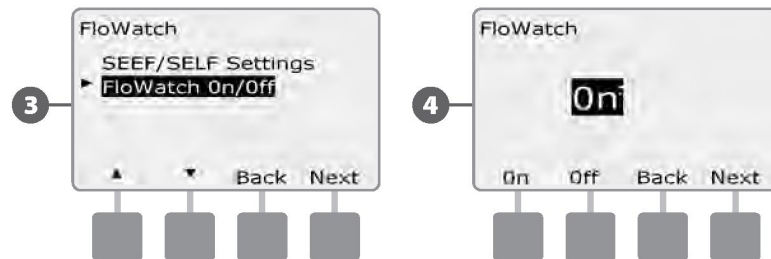 3
FloWatch
SEEF/SELF Settings
► FloWatch On/Off
▲ ▼ Back Next
4
FloWatch
On
On Off Back Next